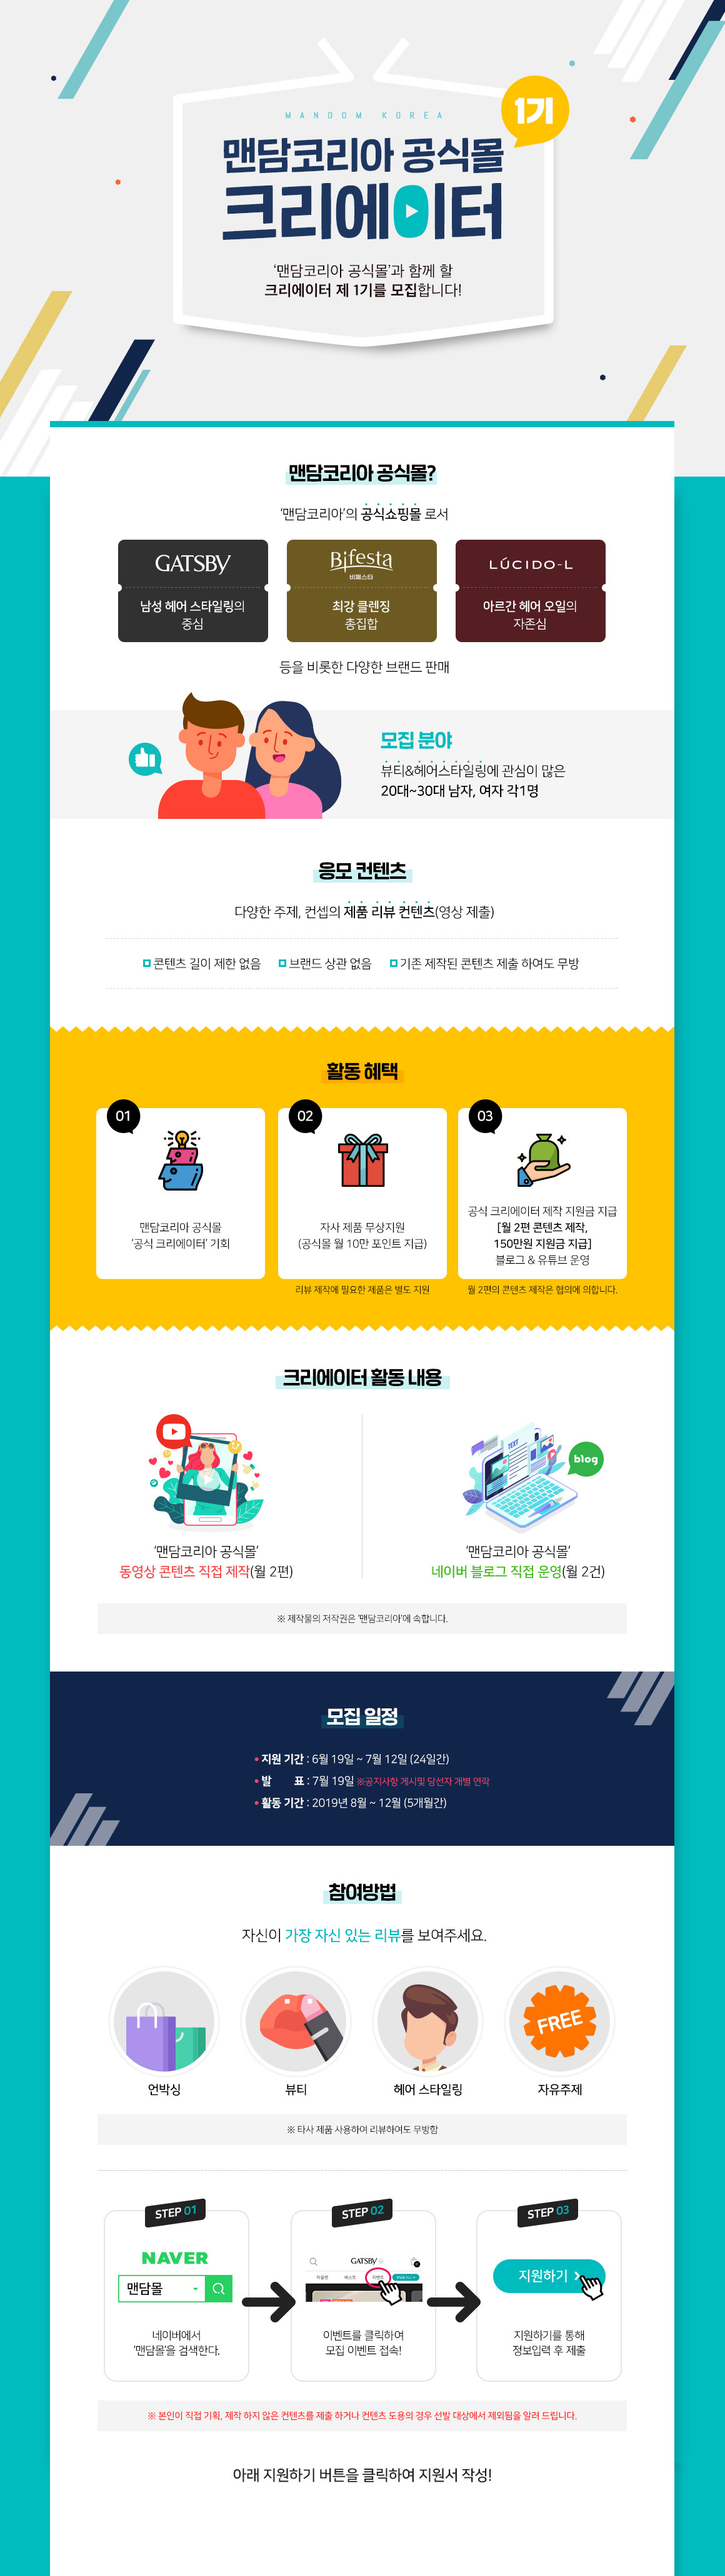 MANDOM KOREA
1기
맨담코리아 공식몰
크리에이터
‘맨담코리아 공식몰’과 함께 할
크리에이터 제 1기를 모집합니다!
맨담코리아 공식몰?
‘맨담코리아’의 공식쇼핑몰 로서
GATSBY
남성 헤어 스타일링의
중심
Bifesta
비페스타
최강 클렌징
총집합
LÚCIDO-L
아르간 헤어 오일의
자존심
등을 비롯한 다양한 브랜드 판매
모집 분야
뷰티&헤어스타일링에 관심이 많은
20대~30대 남자, 여자 각1명
응모 컨텐츠
다양한 주제, 컨셉의 제품 리뷰 컨텐츠(영상 제출)
콘텐츠 길이 제한 없음
브랜드 상관 없음
기존 제작된 콘텐츠 제출 하여도 무방
활동 혜택
01
맨담코리아 공식몰
‘공식 크리에이터’ 기회
02
자사 제품 무상지원
(공식몰 월 10만 포인트 지급)
리뷰 제작에 필요한 제품은 별도 지원
03
공식 크리에이터 제작 지원금 지급
[월 2편 콘텐츠 제작,
150만원 지원금 지급]
블로그 & 유튜브 운영
월 2편의 콘텐츠 제작은 협의에 의합니다.
크리에이터 활동 내용
TEXT
blog
‘맨담코리아 공식몰’
동영상 콘텐츠 직접 제작(월 2편)
‘맨담코리아 공식몰’
네이버 블로그 직접 운영(월 2건)
※ 제작물의 저작권은 ‘맨담코리아’에 속합니다.
모집 일정
• 지원 기간 : 6월 19일 ~ 7월 12일 (24일간)
• 발 표 : 7월 19일 ※공지사항 게시및 당선자 개별 연락
• 활동 기간 : 2019년 8월 ~ 12월 (5개월간)
참여방법
자신이 가장 자신 있는 리뷰를 보여주세요.
FREE
언박싱
뷰티
헤어 스타일링
자유주제
※ 타사 제품 사용하여 리뷰하여도 무방함
STEP 01
NAVER
맨담몰
네이버에서
‘맨담몰’을 검색한다.
STEP 02
GATSBY
베스트
이벤트
이벤트를 클릭하여
모집 이벤트 접속!
STEP 03
지원하기 >
지원하기를 통해
정보입력 후 제출
※ 본인이 직접 기획, 제작 하지 않은 컨텐츠를 제출 하거나 컨텐츠 도용의 경우 선발 대상에서 제외됨을 알려 드립니다.
아래 지원하기 버튼을 클릭하여 지원서 작성!